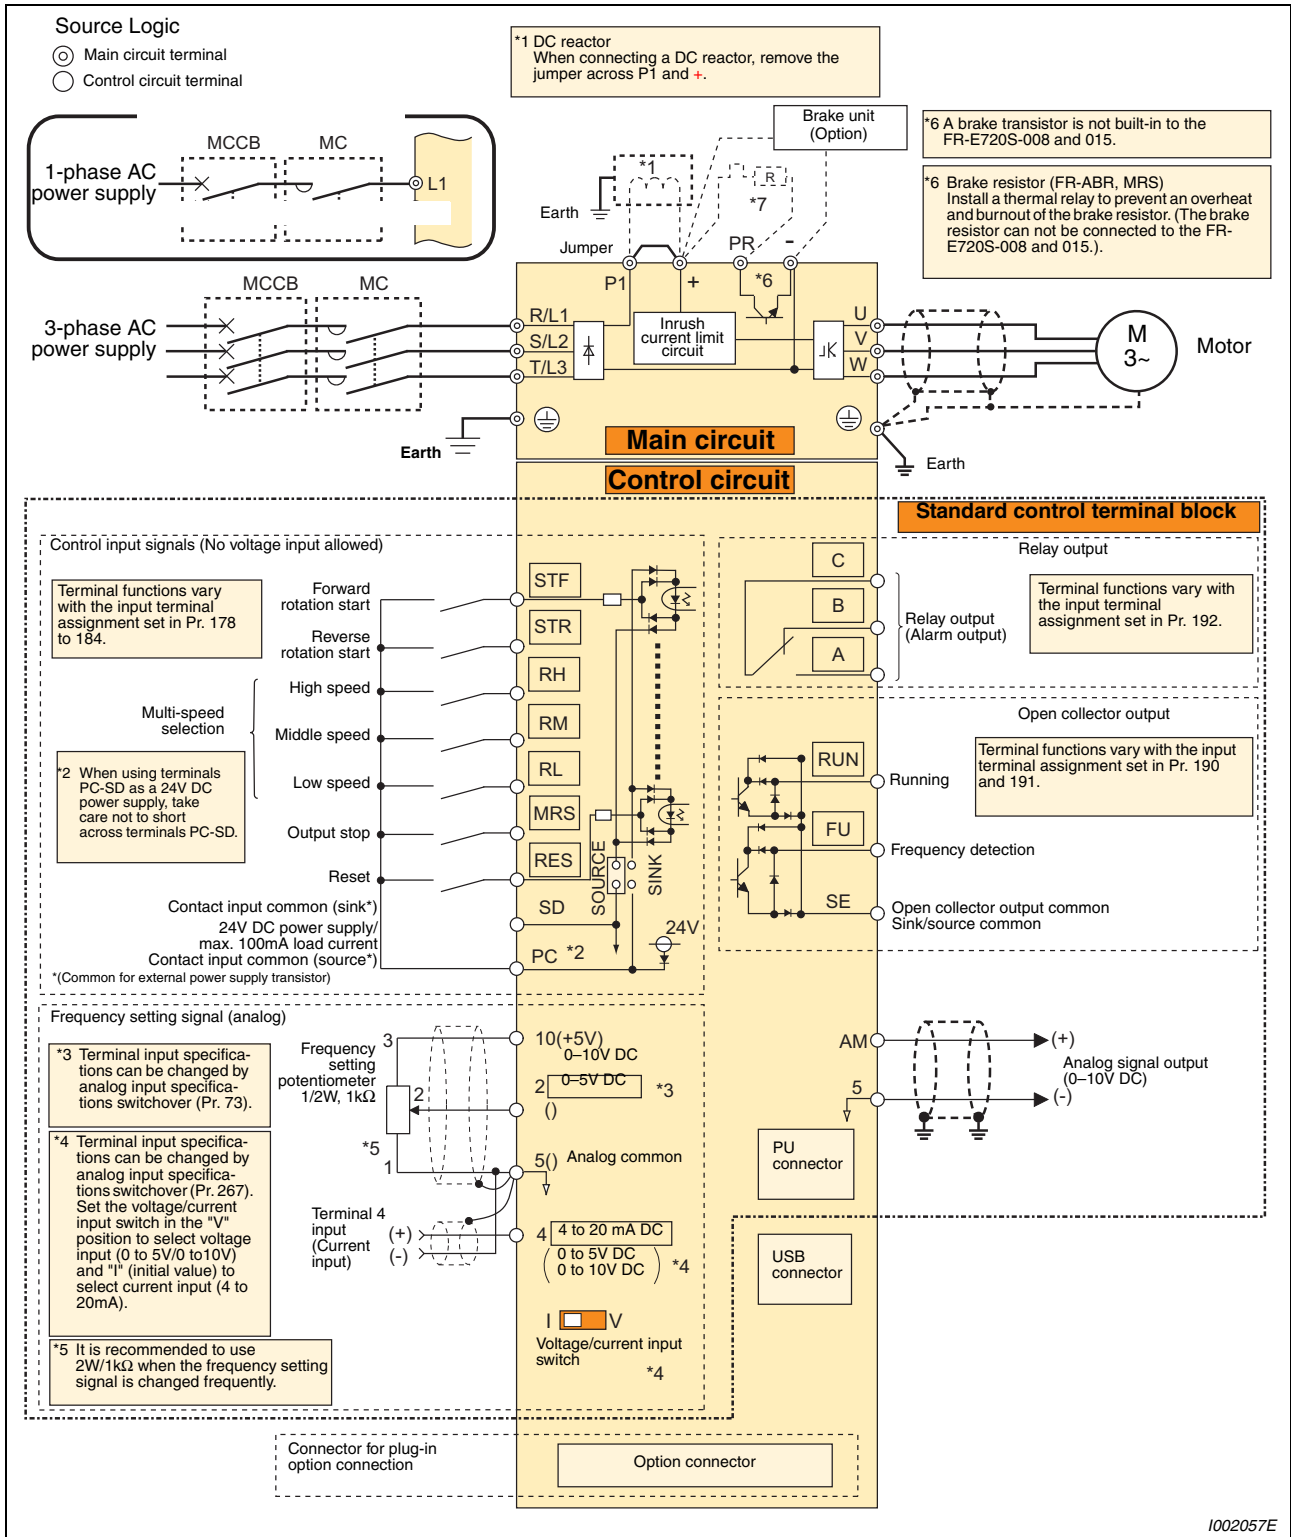 Source Logic
Main circuit terminal
Control circuit terminal
*1 DC reactor
When connecting a DC reactor, remove the
jumper across P1 and +.
MCCB
MC
1-phase AC
power supply
L1
Brake unit
(Option)
*6 A brake transistor is not built-in to the
FR-E720S-008 and 015.
*6 Brake resistor (FR-ABR, MRS)
Install a thermal relay to prevent an overheat
and burnout of the brake resistor. (The brake
resistor can not be connected to the FR-
E720S-008 and 015.).
*1
R
*7
Earth
Jumper
PR
-
P1
+
*6
MCCB
MC
3-phase AC
power supply
R/L1
S/L2
T/L3
Inrush
current limit
circuit
U
V
W
M
3~
Motor
Earth
Main circuit
Earth
Control circuit
Standard control terminal block
Control input signals (No voltage input allowed)
Terminal functions vary
with the input terminal
assignment set in Pr. 178
to 184.
Forward
rotation start
STF
Reverse
rotation start
STR
High speed
RH
Multi-speed
selection
Middle speed
RM
Low speed
RL
*2 When using terminals
PC-SD as a 24V DC
power supply, take
care not to short
across terminals PC-SD.
Output stop
MRS
Reset
RES
SOURCE
SINK
Contact input common (sink*)
SD
24V DC power supply/
max. 100mA load current
Contact input common (source*)
PC *2
24V
*(Common for external power supply transistor)
Relay output
C
B
A
Relay output
(Alarm output)
Terminal functions vary with
the input terminal
assignment set in Pr. 192.
Open collector output
RUN
Running
Terminal functions vary with the input
terminal assignment set in Pr. 190
and 191.
FU
Frequency detection
SE
Open collector output common
Sink/source common
Frequency setting signal (analog)
*3 Terminal input specifica-
tions can be changed by
analog input specifica-
tions switchover (Pr. 73).
*4 Terminal input specifica-
tions can be changed by
analog input specifica-
tions switchover (Pr. 267).
Set the voltage/current
input switch in the "V"
position to select voltage
input (0 to 5V/0 to10V)
and "I" (initial value) to
select current input (4 to
20mA).
*5 It is recommended to use
2W/1kΩ when the frequency setting
signal is changed frequently.
Frequency
setting
potentiometer
1/2W, 1kΩ
3
2
*5
1
10(+5V)
0–10V DC
2
0–5V DC
*3
()
5()
Analog common
Terminal 4
input
(Current
input)
(+)
(-)
4
4 to 20 mA DC
( 0 to 5V DC
0 to 10V DC ) *4
I
V
Voltage/current input
switch
*4
AM
(+)
Analog signal output
(0–10V DC)
5
(-)
PU
connector
USB
connector
Connector for plug-in
option connection
Option connector
I002057E